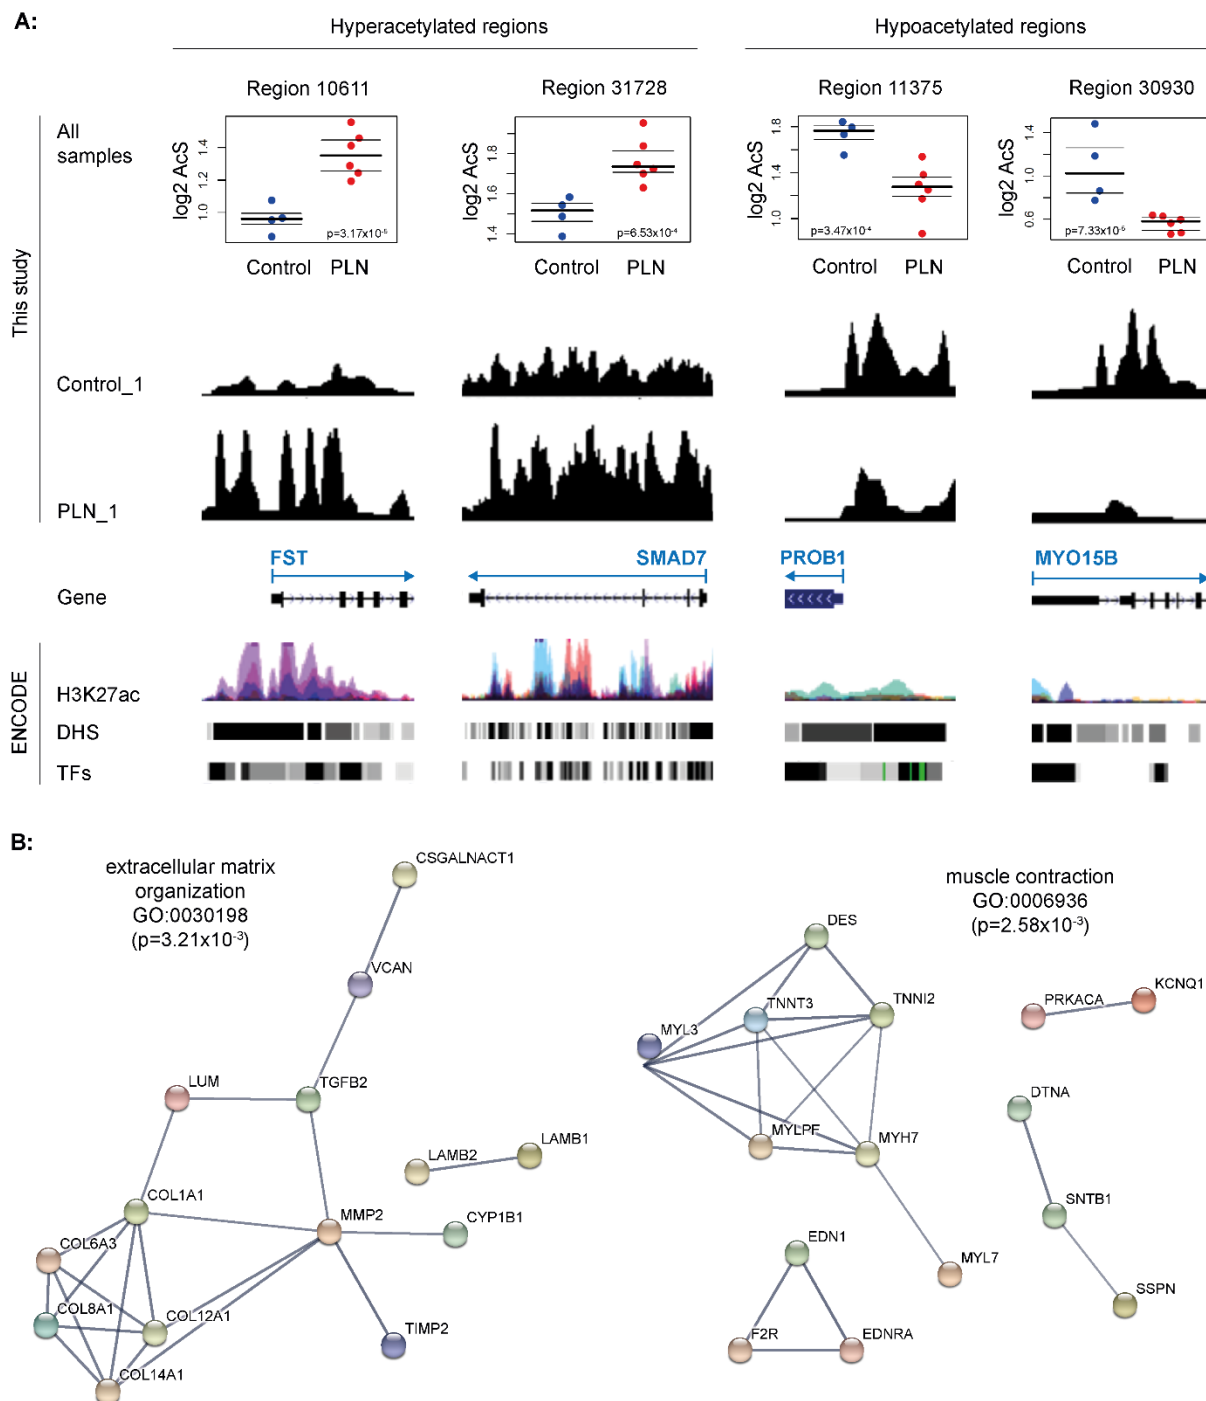 A:
Hyperacetylated regions
Hypoacetylated regions
Region 10611
Region 31728
Region 11375
Region 30930
This study
All
samples
log2 AcS
1.4
1.2
1.0
p=3.17x10⁻⁵
Control PLN
log2 AcS
1.8
1.6
1.4
p=6.53x10⁻⁴
Control PLN
log2 AcS
1.8
1.4
1.0
p=3.47x10⁻⁴
Control PLN
log2 AcS
1.4
1.0
0.6
p=7.33x10⁻⁵
Control PLN
Control_1
PLN_1
FST
SMAD7
PROB1
MYO15B
Gene
ENCODE
H3K27ac
DHS
TFs
B:
extracellular matrix
organization
GO:0030198
(p=3.21x10⁻³)
CSGALNACT1
VCAN
LUM
TGFB2
LAMB2
LAMB1
COL1A1
MMP2
CYP1B1
COL6A3
COL8A1
COL12A1
COL14A1
TIMP2
muscle contraction
GO:0006936
(p=2.58x10⁻³)
DES
TNNT3
TNNI2
MYL3
MYLPF
MYH7
MYL7
PRKACA
KCNQ1
DTNA
SNTB1
SSPN
EDN1
F2R
EDNRA